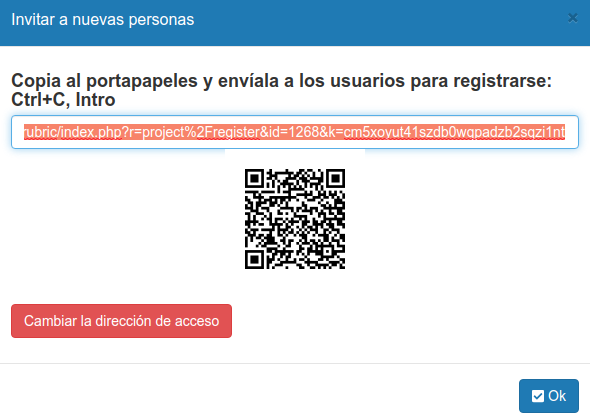 Invitar a nuevas personas ×
Copia al portapapeles y envíala a los usuarios para registrarse:
Ctrl+C, Intro
rubric/index.php?r=project%2Fregister&id=1268&k=cm5xoyut41szdb0wqpadzb2sqzi1nt
Cambiar la dirección de acceso
Ok